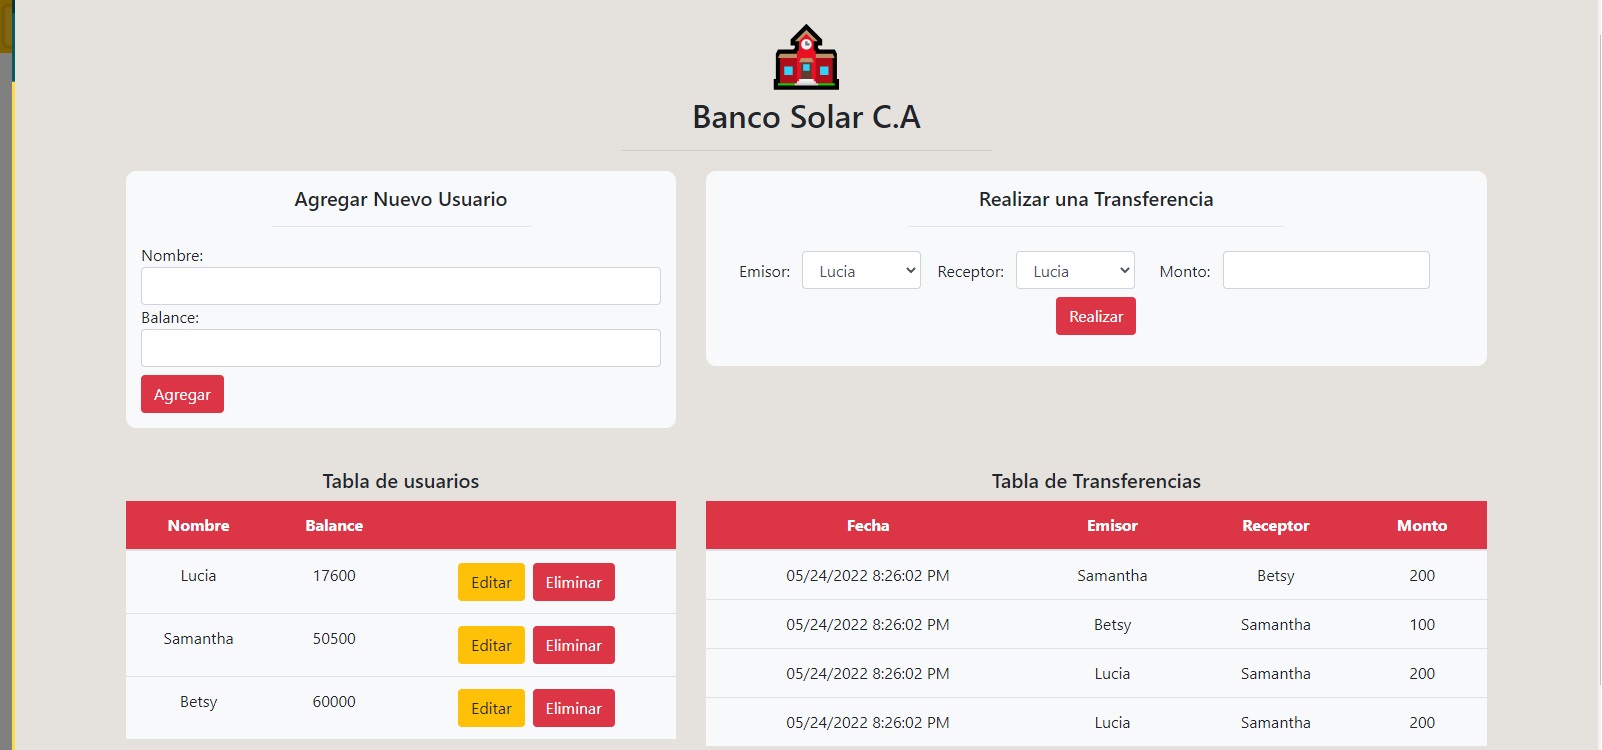 Banco Solar C.A
Agregar Nuevo Usuario
Nombre:
Balance:
Agregar
Realizar una Transferencia
Emisor: Lucia Receptor: Lucia Monto:
Realizar
Tabla de usuarios
Nombre Balance
Lucia 17600 Editar Eliminar
Samantha 50500 Editar Eliminar
Betsy 60000 Editar Eliminar
Tabla de Transferencias
Fecha Emisor Receptor Monto
05/24/2022 8:26:02 PM Samantha Betsy 200
05/24/2022 8:26:02 PM Betsy Samantha 100
05/24/2022 8:26:02 PM Lucia Samantha 200
05/24/2022 8:26:02 PM Lucia Samantha 200